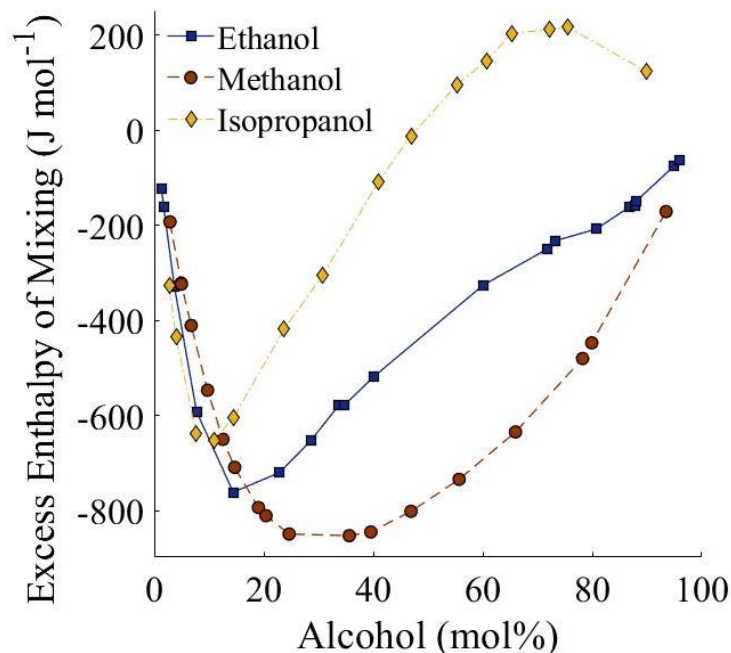 Ethanol
Methanol
Isopropanol
Excess Enthalpy of Mixing (J mol⁻¹)
200
0
-200
-400
-600
-800
0 20 40 60 80 100
Alcohol (mol%)